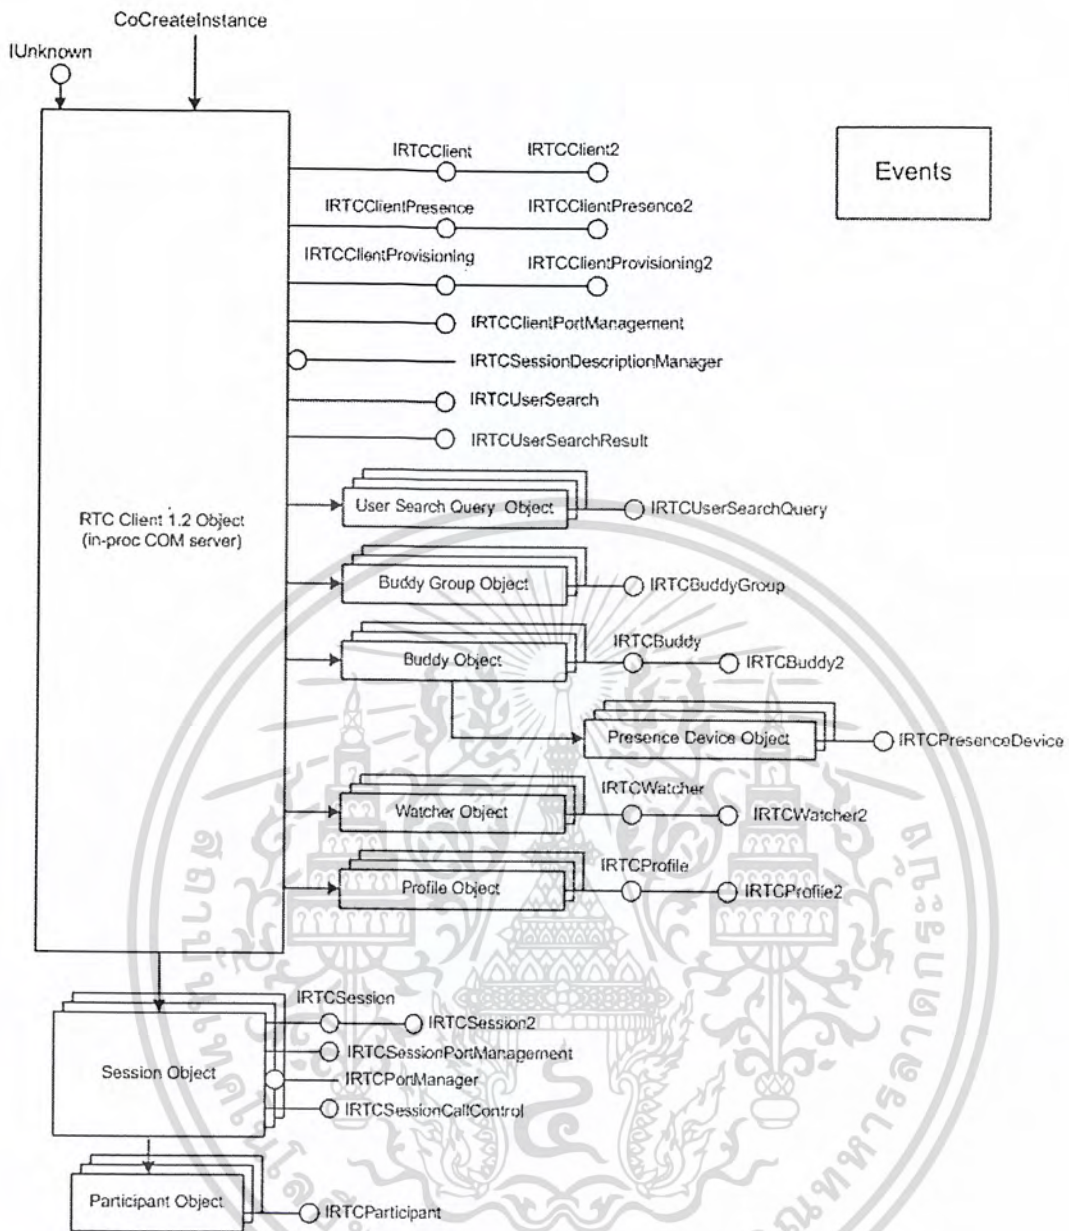 CoCreateInstance
IUnknown
IRTCClient
IRTCClient2
Events
IRTCClientPresence
IRTCClientPresence2
IRTCClientProvisioning
IRTCClientProvisioning2
IRTCClientPortManagement
IRTCSessionDescriptionManager
IRTCUserSearch
IRTCUserSearchResult
RTC Client 1.2 Object
(in-proc COM server)
User Search Query Object
IRTCUserSearchQuery
Buddy Group Object
IRTCBuddyGroup
Buddy Object
IRTCBuddy
IRTCBuddy2
Presence Device Object
IRTCPresenceDevice
Watcher Object
IRTCWatcher
IRTCWatcher2
Profile Object
IRTCProfile
IRTCProfile2
Session Object
IRTCSession
IRTCSession2
IRTCSessionPortManagement
IRTCPortManager
IRTCSessionCallControl
Participant Object
IRTCParticipant